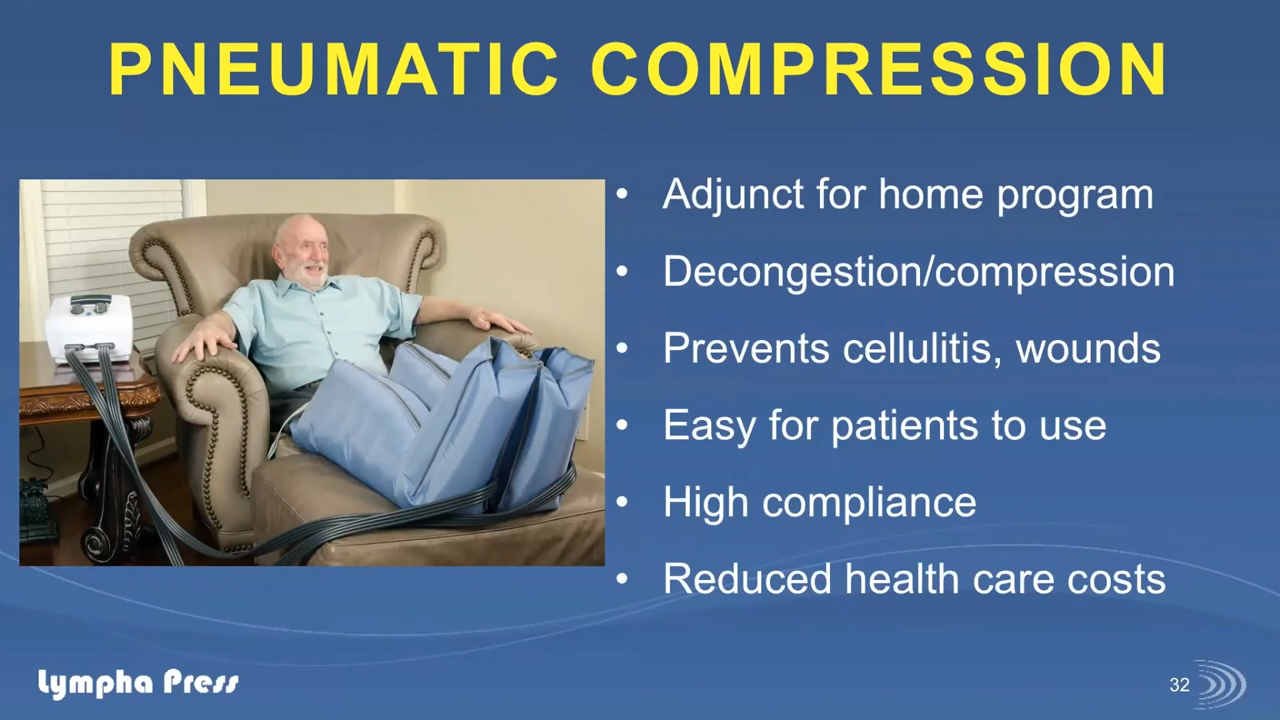 PNEUMATIC COMPRESSION
• Adjunct for home program
• Decongestion/compression
• Prevents cellulitis, wounds
• Easy for patients to use
• High compliance
• Reduced health care costs
Lympha Press
32